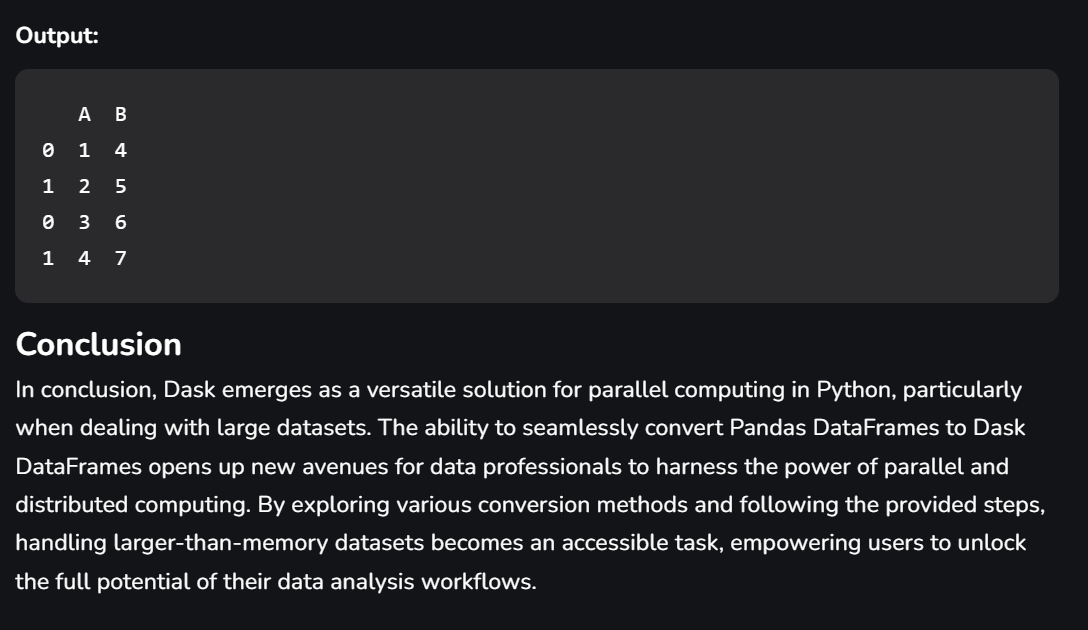 Output:
A B
0 1 4
1 2 5
0 3 6
1 4 7
Conclusion
In conclusion, Dask emerges as a versatile solution for parallel computing in Python, particularly
when dealing with large datasets. The ability to seamlessly convert Pandas DataFrames to Dask
DataFrames opens up new avenues for data professionals to harness the power of parallel and
distributed computing. By exploring various conversion methods and following the provided steps,
handling larger-than-memory datasets becomes an accessible task, empowering users to unlock
the full potential of their data analysis workflows.